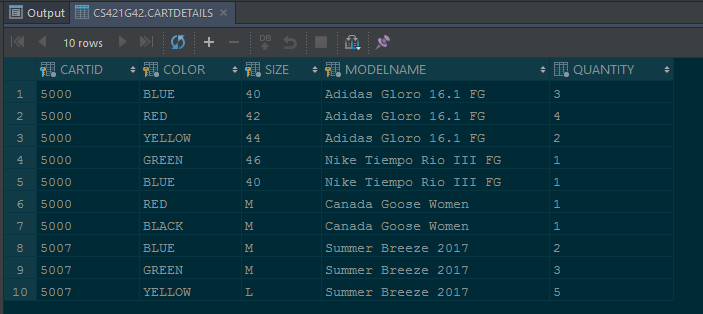 Output CS421G42.CARTDETAILS
10 rows DB
CARTID COLOR SIZE MODELNAME QUANTITY
1 5000 BLUE 40 Adidas Gloro 16.1 FG 3
2 5000 RED 42 Adidas Gloro 16.1 FG 4
3 5000 YELLOW 44 Adidas Gloro 16.1 FG 2
4 5000 GREEN 46 Nike Tiempo Rio III FG 1
5 5000 BLUE 40 Nike Tiempo Rio III FG 1
6 5000 RED M Canada Goose Women 1
7 5000 BLACK M Canada Goose Women 1
8 5007 BLUE M Summer Breeze 2017 2
9 5007 GREEN M Summer Breeze 2017 3
10 5007 YELLOW L Summer Breeze 2017 5